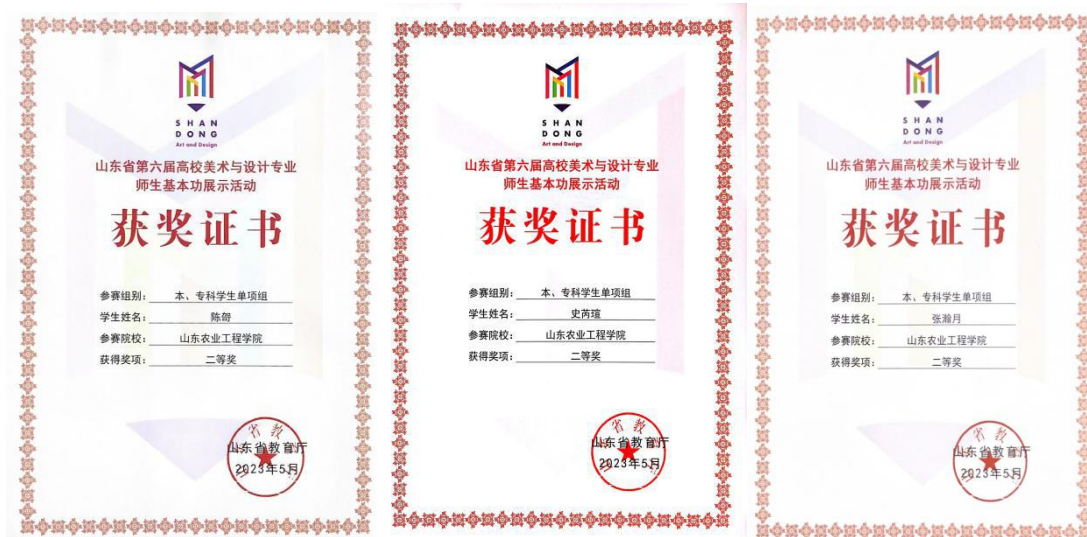 SHAN
DONG
Art and Design
山东省第六届高校美术与设计专业
师生基本功展示活动
获奖证书
参赛组别： 本、专科学生单项组
学生姓名： 陈哿
参赛院校： 山东农业工程学院
获得奖项： 二等奖
山东省教育厅
2023年5月
SHAN
DONG
Art and Design
山东省第六届高校美术与设计专业
师生基本功展示活动
获奖证书
参赛组别： 本、专科学生单项组
学生姓名： 史芮瑄
参赛院校： 山东农业工程学院
获得奖项： 二等奖
山东省教育厅
2023年5月
SHAN
DONG
Art and Design
山东省第六届高校美术与设计专业
师生基本功展示活动
获奖证书
参赛组别： 本、专科学生单项组
学生姓名： 张瀚月
参赛院校： 山东农业工程学院
获得奖项： 二等奖
山东省教育厅
2023年5月